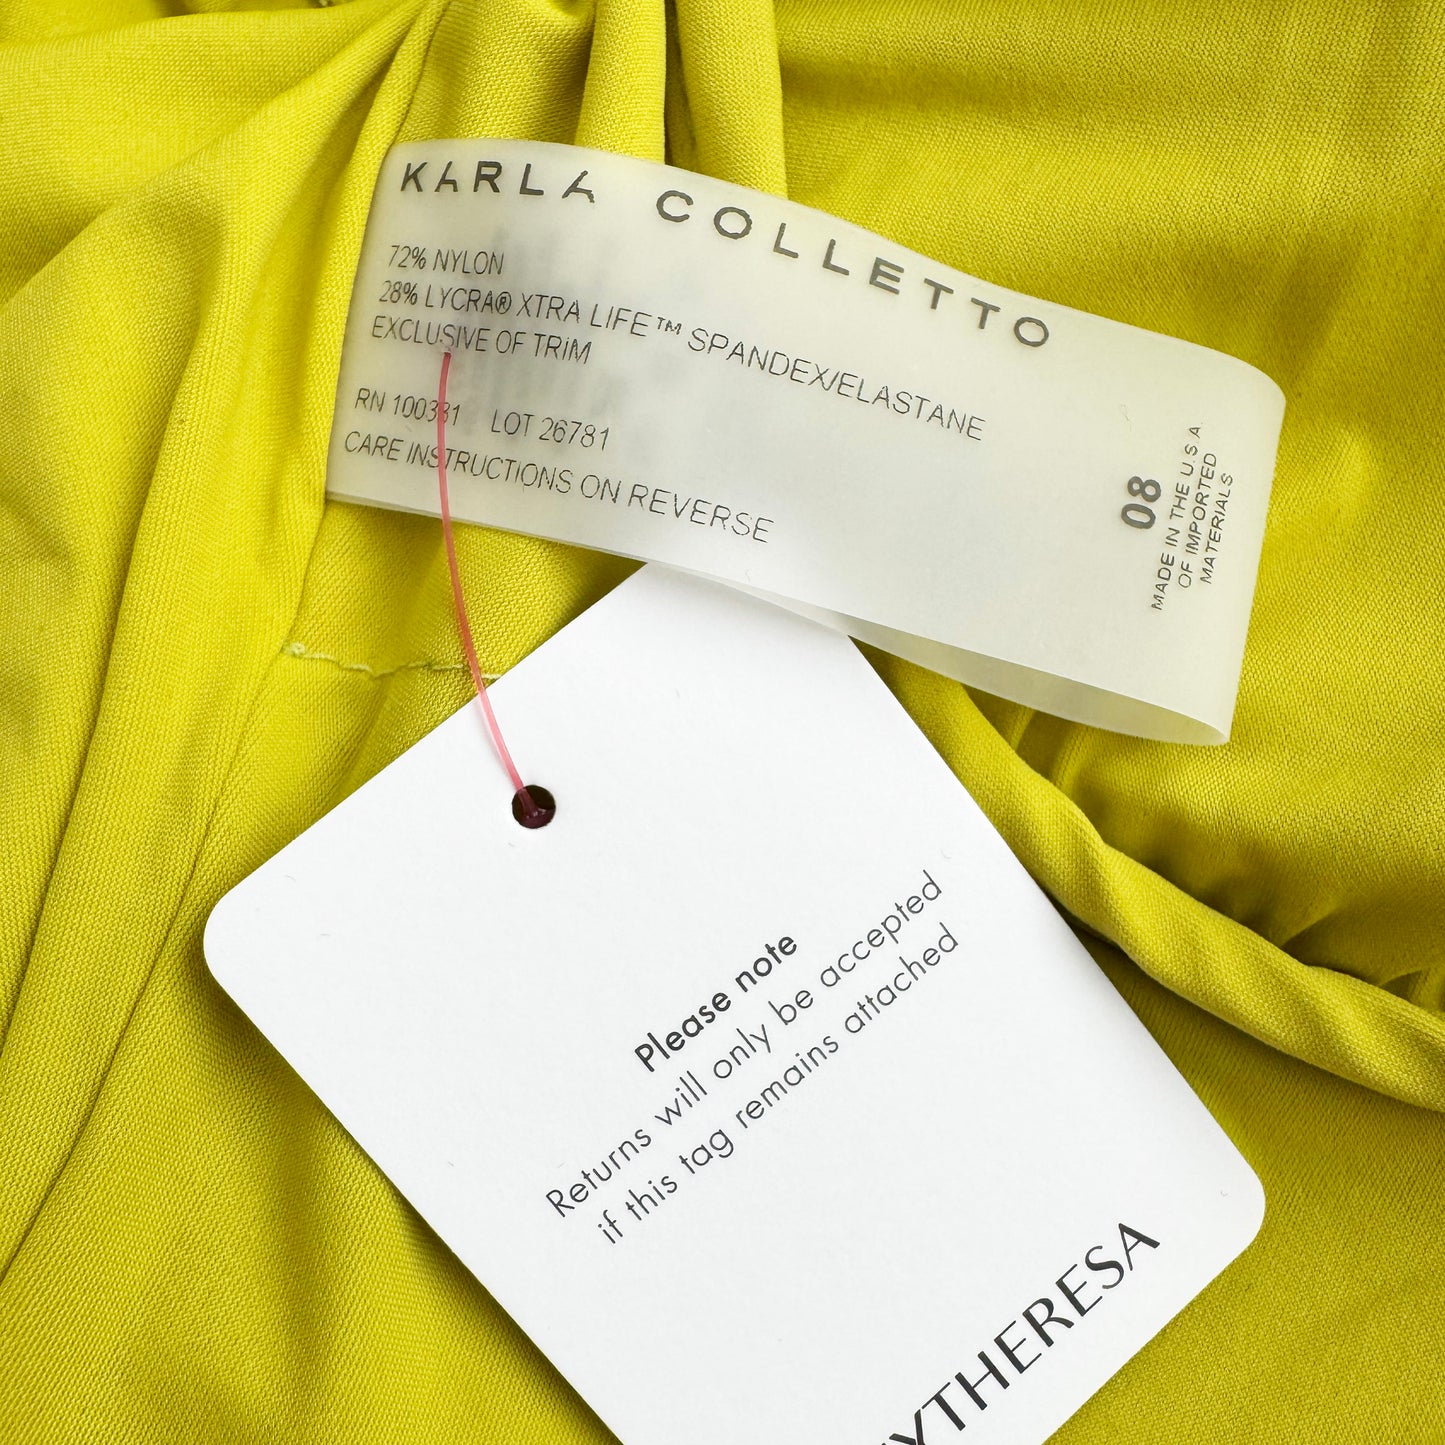 KARLA COLLETTO
72% NYLON
28% LYCRA® XTRA LIFE™ SPANDEX/ELASTANE
EXCLUSIVE OF TRIM
RN 100331 LOT 26781
CARE INSTRUCTIONS ON REVERSE
08
MADE IN THE U.S.A.
OF IMPORTED
MATERIALS
Please note
Returns will only be accepted
if this tag remains attached
YTHERESA